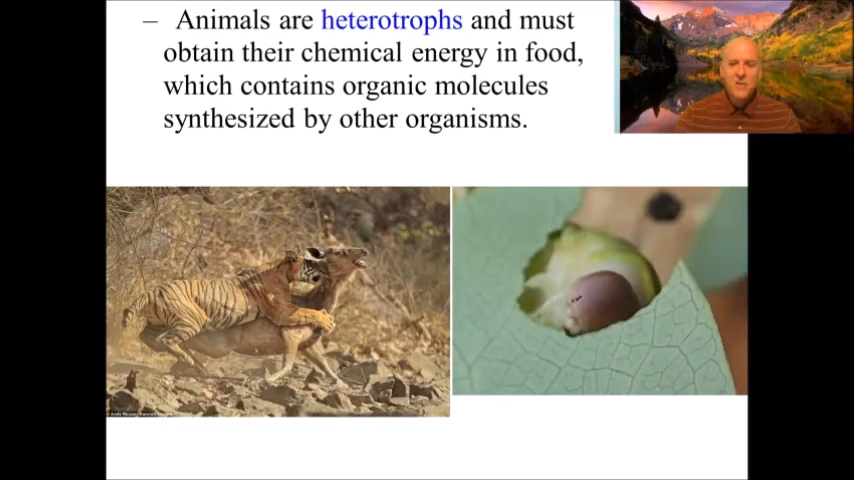 – Animals are heterotrophs and must
obtain their chemical energy in food,
which contains organic molecules
synthesized by other organisms.